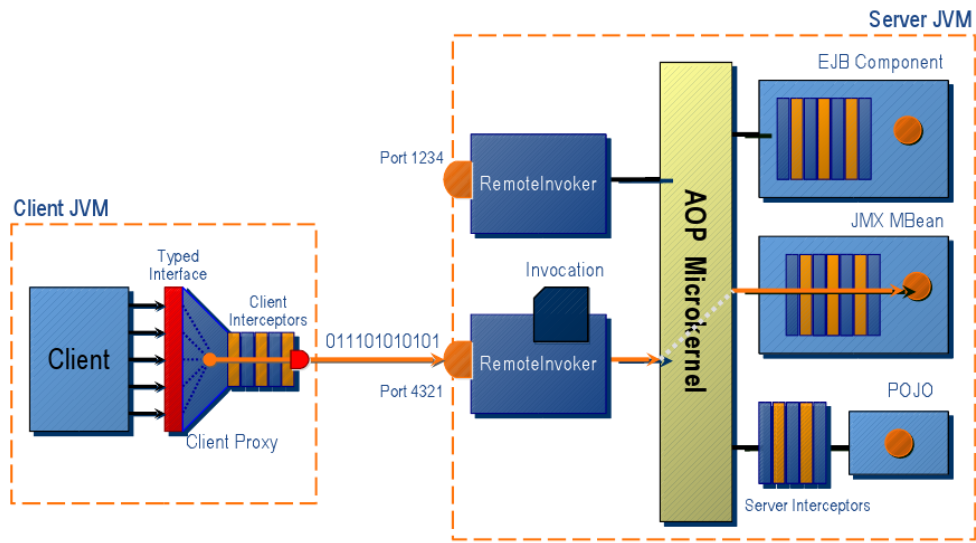 Server JVM
EJB Component
Port 1234
RemoteInvoker
AOP Microkernel
JMX MBean
Client JVM
Typed
Interface
Invocation
Client
Interceptors
011101010101
Client
RemoteInvoker
Port 4321
POJO
Client Proxy
Server Interceptors